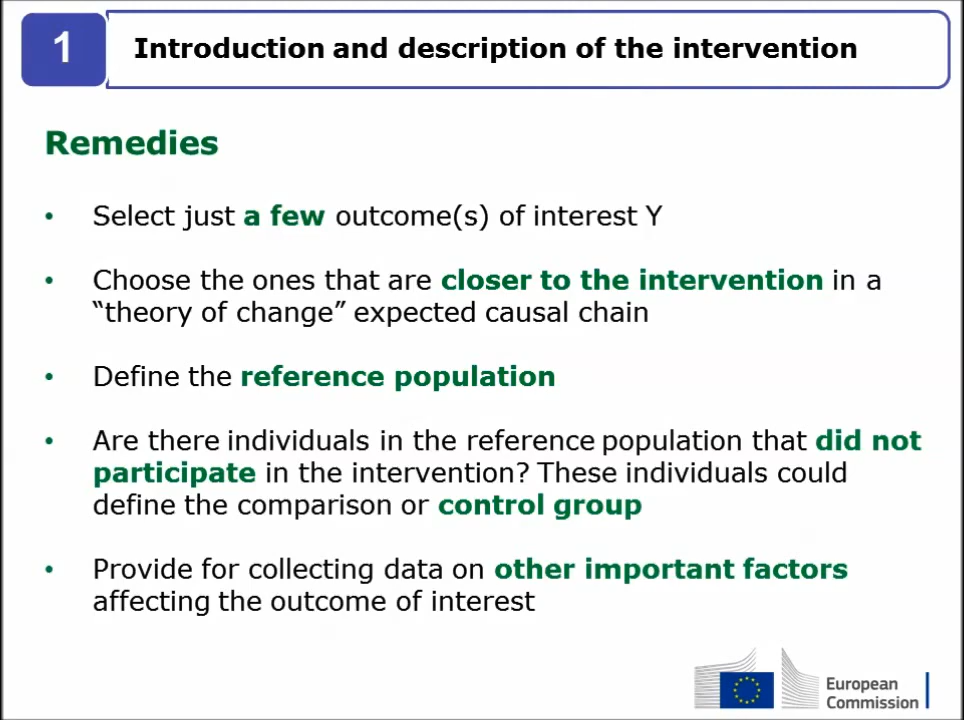 1
Introduction and description of the intervention
Remedies
• Select just a few outcome(s) of interest Y
• Choose the ones that are closer to the intervention in a
“theory of change” expected causal chain
• Define the reference population
• Are there individuals in the reference population that did not
participate in the intervention? These individuals could
define the comparison or control group
• Provide for collecting data on other important factors
affecting the outcome of interest
European
Commission